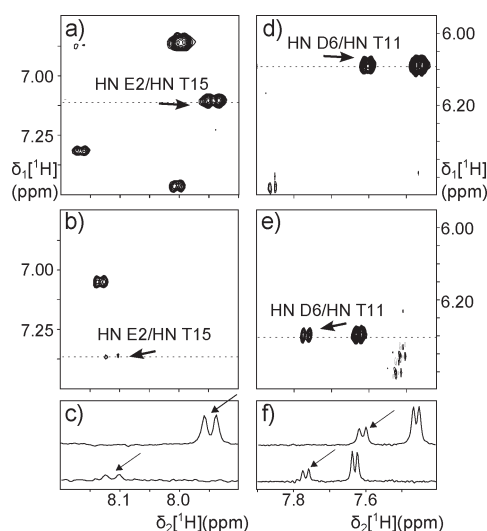 a)
HN E2/HN T15
7.00
7.25
δ₁[¹H]
(ppm)
d)
HN D6/HN T11
6.00
6.20
δ₁[¹H]
(ppm)
b)
7.00
7.25
HN E2/HN T15
e)
HN D6/HN T11
6.00
6.20
c)
8.1 8.0
δ₂[¹H](ppm)
f)
7.8 7.6
δ₂[¹H](ppm)